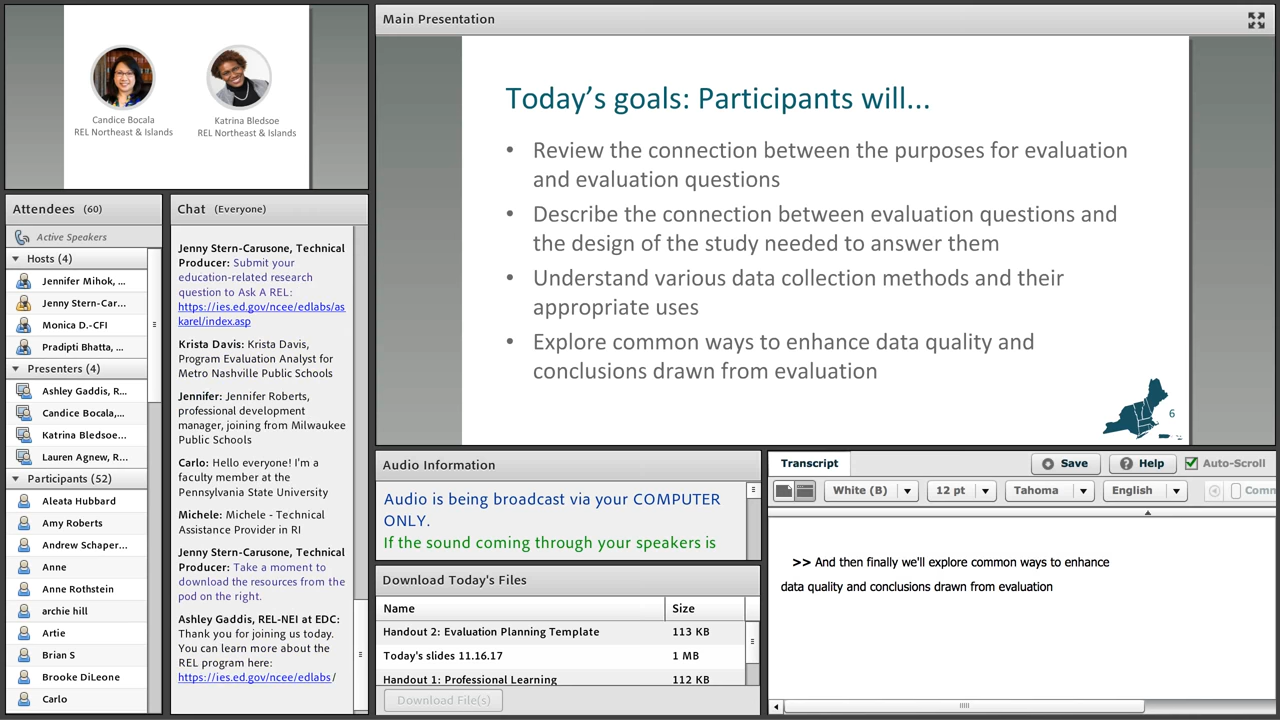 Candice Bocala
REL Northeast & Islands
Katrina Bledsoe
REL Northeast & Islands
Attendees (60)
Active Speakers
Hosts (4)
Jennifer Mihok, ...
Jenny Stern-Car...
Monica D.-CFI
Pradipti Bhatta, ...
Presenters (4)
Ashley Gaddis, R...
Candice Bocala,...
Katrina Bledsoe...
Lauren Agnew, R...
Participants (52)
Aleata Hubbard
Amy Roberts
Andrew Schaper...
Anne
Anne Rothstein
archie hill
Artie
Brian S
Brooke DiLeone
Carlo
Chat (Everyone)
Jenny Stern-Carusone, Technical
Producer: Submit your
education-related research
question to Ask A REL:
https://ies.ed.gov/ncee/edlabs/as
karel/index.asp
Krista Davis: Krista Davis,
Program Evaluation Analyst for
Metro Nashville Public Schools
Jennifer: Jennifer Roberts,
professional development
manager, joining from Milwaukee
Public Schools
Carlo: Hello everyone! I'm a
faculty member at the
Pennsylvania State University
Michele: Michele - Technical
Assistance Provider in RI
Jenny Stern-Carusone, Technical
Producer: Take a moment to
download the resources from the
pod on the right.
Ashley Gaddis, REL-NEI at EDC:
Thank you for joining us today.
You can learn more about the
REL program here:
https://ies.ed.gov/ncee/edlabs/
Main Presentation
Today's goals: Participants will...
• Review the connection between the purposes for evaluation
and evaluation questions
• Describe the connection between evaluation questions and
the design of the study needed to answer them
• Understand various data collection methods and their
appropriate uses
• Explore common ways to enhance data quality and
conclusions drawn from evaluation
6
Audio Information
Audio is being broadcast via your COMPUTER
ONLY.
If the sound coming through your speakers is
Download Today's Files
Name Size
Handout 2: Evaluation Planning Template 113 KB
Today's slides 11.16.17 1 MB
Handout 1: Professional Learning 112 KB
Download File(s)
Transcript Save Help Auto-Scroll
White (B) 12 pt Tahoma English Comm
>> And then finally we'll explore common ways to enhance
data quality and conclusions drawn from evaluation